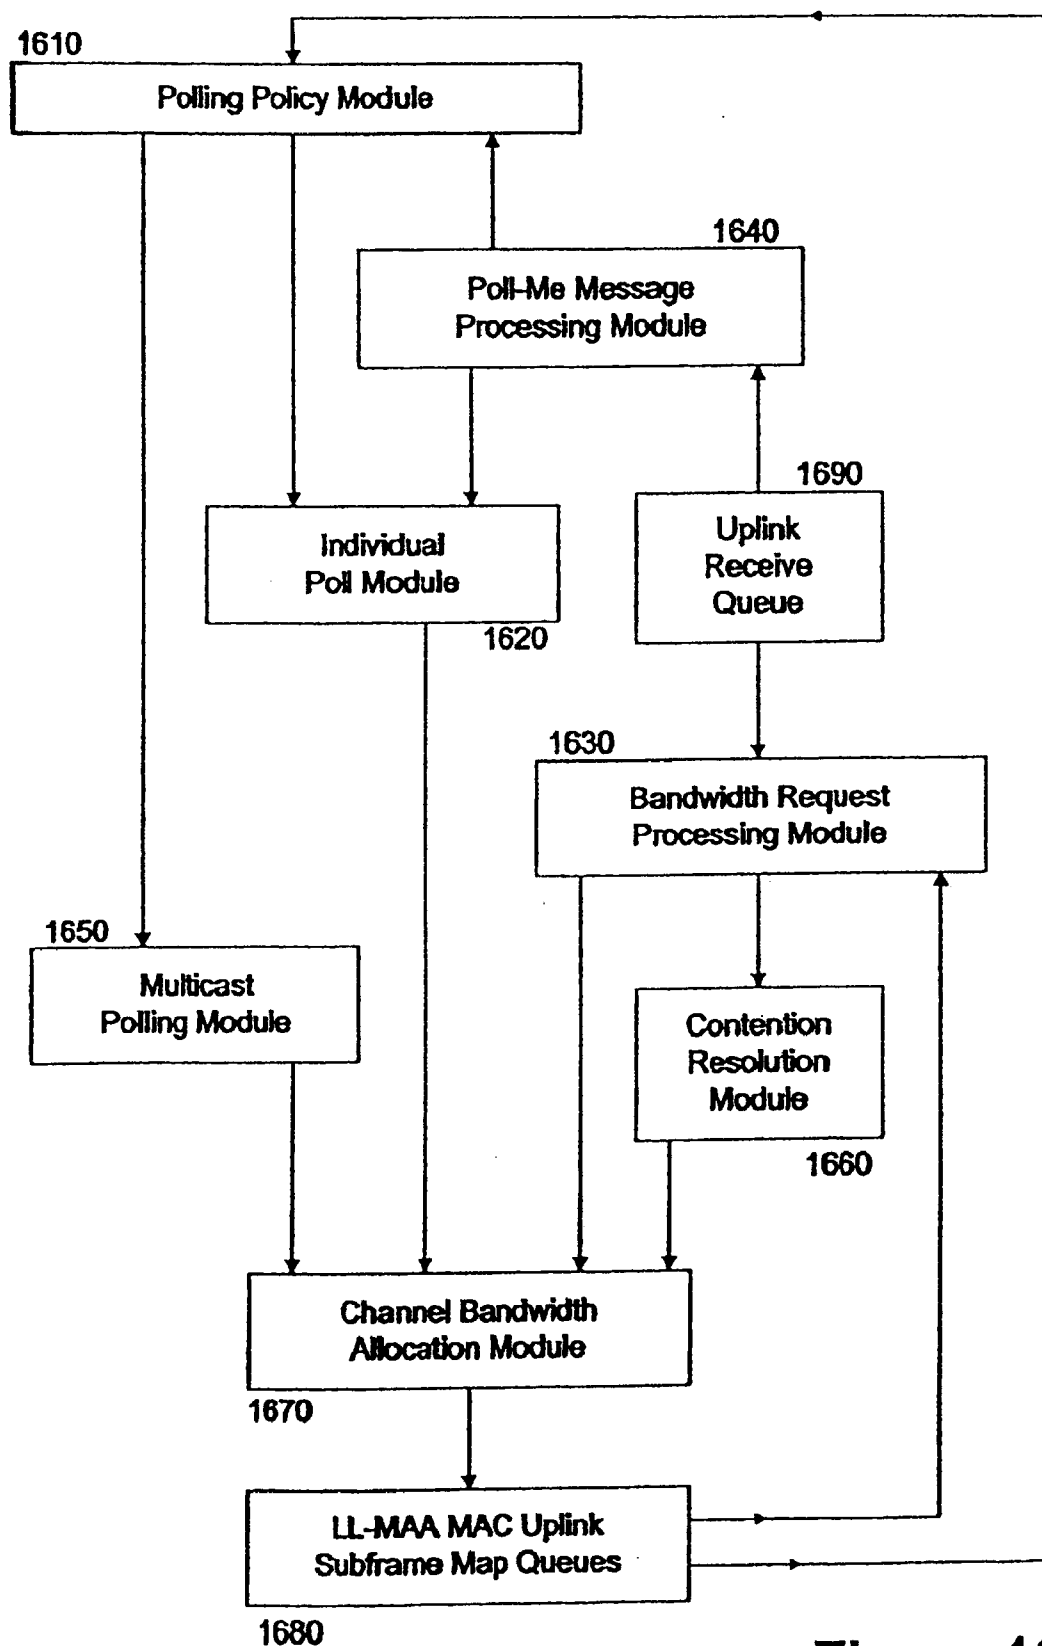 1610
Polling Policy Module
1640
Poll-Me Message
Processing Module
1690
Uplink
Receive
Queue
Individual
Poll Module
1620
1630
Bandwidth Request
Processing Module
1650
Multicast
Polling Module
Contention
Resolution
Module
1660
Channel Bandwidth
Allocation Module
1670
LL-MAA MAC Uplink
Subframe Map Queues
1680